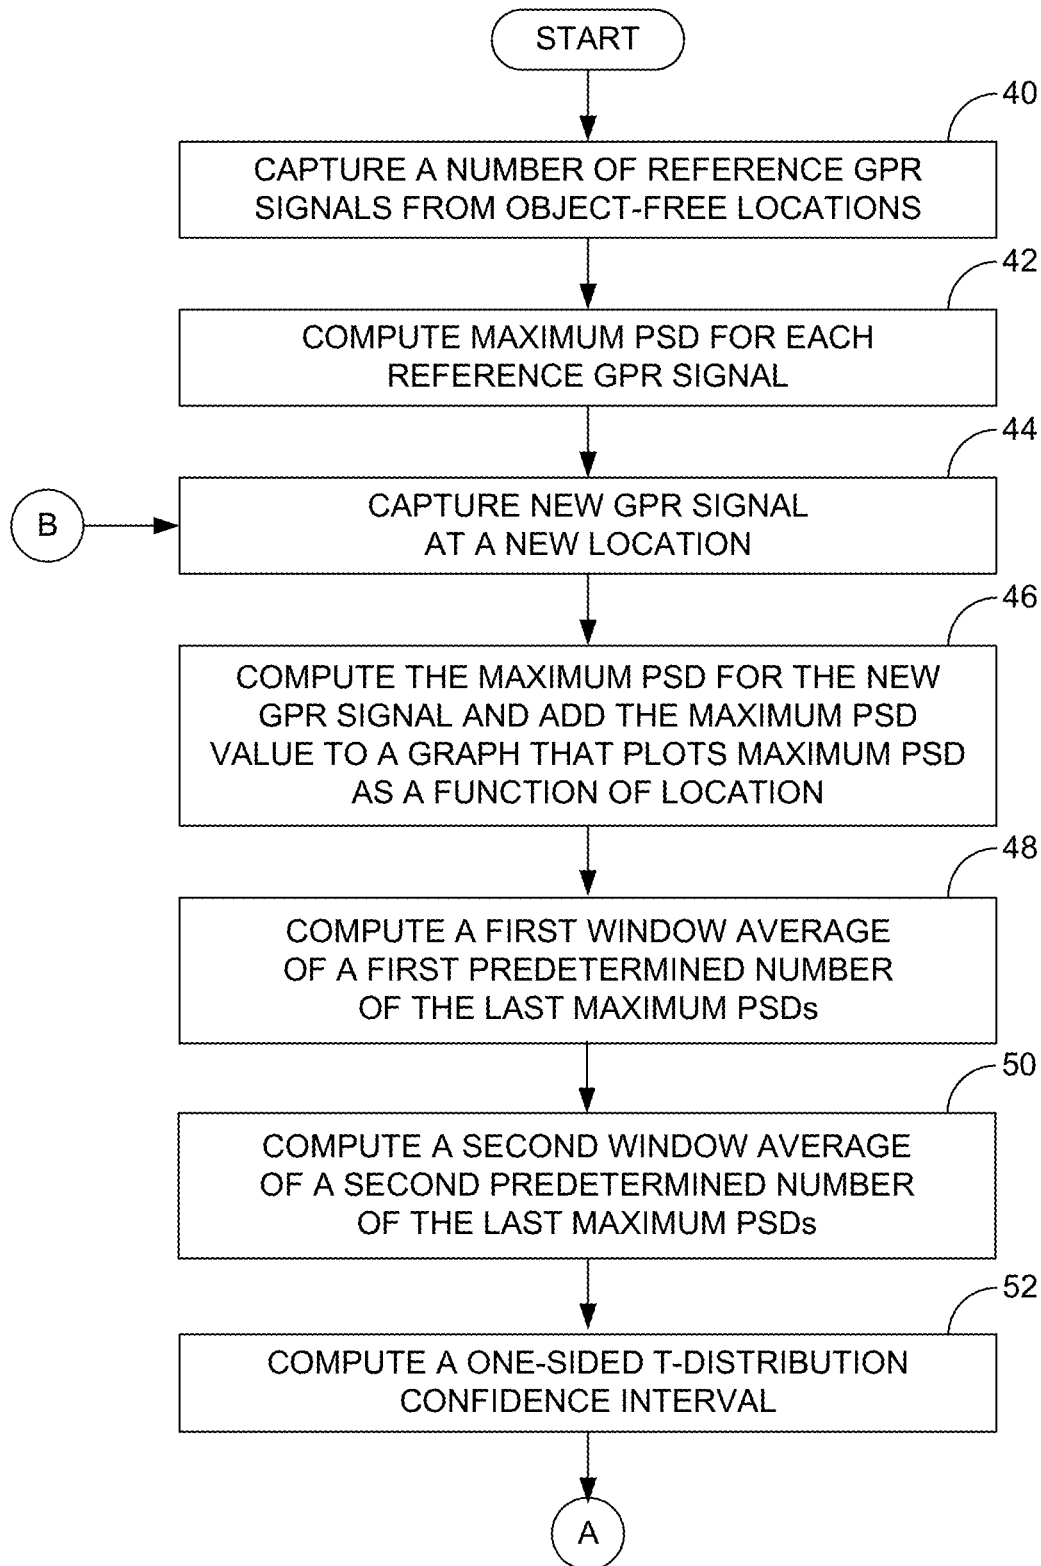 START
40
CAPTURE A NUMBER OF REFERENCE GPR
SIGNALS FROM OBJECT-FREE LOCATIONS
42
COMPUTE MAXIMUM PSD FOR EACH
REFERENCE GPR SIGNAL
44
B
CAPTURE NEW GPR SIGNAL
AT A NEW LOCATION
46
COMPUTE THE MAXIMUM PSD FOR THE NEW
GPR SIGNAL AND ADD THE MAXIMUM PSD
VALUE TO A GRAPH THAT PLOTS MAXIMUM PSD
AS A FUNCTION OF LOCATION
48
COMPUTE A FIRST WINDOW AVERAGE
OF A FIRST PREDETERMINED NUMBER
OF THE LAST MAXIMUM PSDs
50
COMPUTE A SECOND WINDOW AVERAGE
OF A SECOND PREDETERMINED NUMBER
OF THE LAST MAXIMUM PSDs
52
COMPUTE A ONE-SIDED T-DISTRIBUTION
CONFIDENCE INTERVAL
A